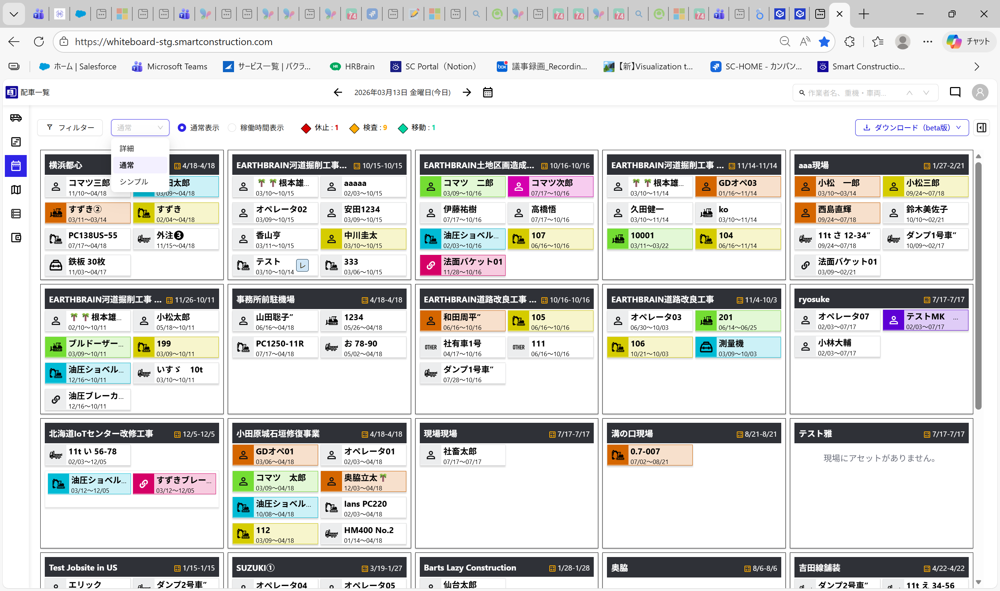 https://whiteboard-stg.smartconstruction.com
チャット
ホーム | Salesforce
Microsoft Teams
サービス一覧 | バクラ...
HRBrain
SC Portal（Notion）
議事録画_Recordin...
【新】Visualization t...
SC-HOME - カンバン...
Smart Constructio...
配車一覧
2026年03月13日 金曜日(今日)
作業者名、重機・車両...
フィルター
通常
通常表示
稼働時間表示
休止 : 1
検査 : 9
移動 : 1
ダウンロード（beta版）
詳細
通常
シンプル
横浜都心
4/18-4/18
コマツ三郎
11/10～04/18
田太郎
03/09～04/18
すずき②
03/11～03/14
すずき
02/04～04/18
PC138US-55
07/17～04/18
外注❸
11/15～04/18
鉄板 30枚
11/03～04/17
EARTHBRAIN河道掘削工事...
10/15-10/15
🌴 🌴根本雄...
03/10～10/15
aaaaa
02/03～10/15
オペレータ02
03/09～10/15
安田1234
03/09～10/15
香山亨
03/11～10/15
中川圭太
03/10～10/15
テスト
03/10～10/14
レ
333
03/06～10/15
EARTHBRAIN土地区画造成...
10/16-10/16
コマツ　二郎
03/09～10/16
コマツ次郎
07/17～10/16
伊藤祐樹
07/17～10/16
高橋悟
07/17～10/16
油圧ショベル...
02/03～10/16
107
06/16～10/16
法面バケット01
11/28～10/16
EARTHBRAIN河道掘削工事 ...
11/14-11/14
🌴 🌴根本雄...
03/10～11/14
GDオペ03
01/16～11/14
久田健一
03/10～11/14
ko
03/10～11/14
10001
03/11～03/22
104
06/16～11/14
aaa現場
1/27-2/21
小松　一郎
03/10～03/14
小松三郎
09/24～07/18
西島直輝
09/24～07/18
鈴木美佐子
10/10～02/21
11t さ 12-34”
09/24～07/18
ダンプ1号車”
10/09～02/17
法面バケット01
03/09～02/21
EARTHBRAIN河道掘削工事 ...
11/26-10/11
🌴 🌴根本雄...
02/10～10/11
小松太郎
05/18～10/11
ブルドーザー...
03/09～10/11
199
03/09～10/11
油圧ショベル...
12/16～10/11
いすゞ　10t
03/10～10/11
油圧ブレーカ...
12/16～10/11
事務所前駐機場
4/18-4/18
山田聡子”
06/16～04/18
1234
05/26～04/18
PC1250-11R
07/17～04/18
お 78-90
05/02～04/18
EARTHBRAIN道路改良工事 ...
10/16-10/16
和田周平”
06/16～10/16
105
06/16～10/16
OTHER
社有車1号
04/17～10/16
OTHER
111
06/16～10/16
ダンプ1号車”
07/28～10/16
EARTHBRAIN道路改良工事
11/4-10/3
オペレータ03
06/30～10/03
201
06/14～06/25
106
10/21～10/03
測量機
03/09～10/03
ryosuke
7/17-7/17
オペレータ07
02/03～07/17
テストMK　...
02/03～07/17
小林大輔
02/03～07/17
北海道IoTセンター改修工事
12/5-12/5
11t い 56-78
02/03～12/05
油圧ショベル...
03/12～12/05
すずきブレー...
03/12～12/05
小田原城石垣修復事業
4/18-4/18
GDオペ01
03/06～04/18
オペレータ01
02/03～04/18
コマツ　太郎
03/09～04/18
奥脇立太🌴
12/03～04/18
油圧ショベル...
10/08～04/18
Ians PC220
02/03～04/18
112
03/09～04/18
HM400 No.2
01/14～04/18
現場現場
7/17-7/17
社畜太郎
07/17～07/17
溝の口現場
8/21-8/21
0.7-007
07/02～08/21
テスト雅
7/17-7/17
現場にアセットがありません。
Test Jobsite in US
1/15-1/15
エリック
ダンプ2号車”
SUZUKI①
3/19-1/27
オペレータ04
オペレータ05
Barts Lazy Construction
1/28-1/28
仙台太郎
奥脇
8/6-8/6
吉田線舗装
4/22-4/22
ダンプ2号車”
11t え 34-56